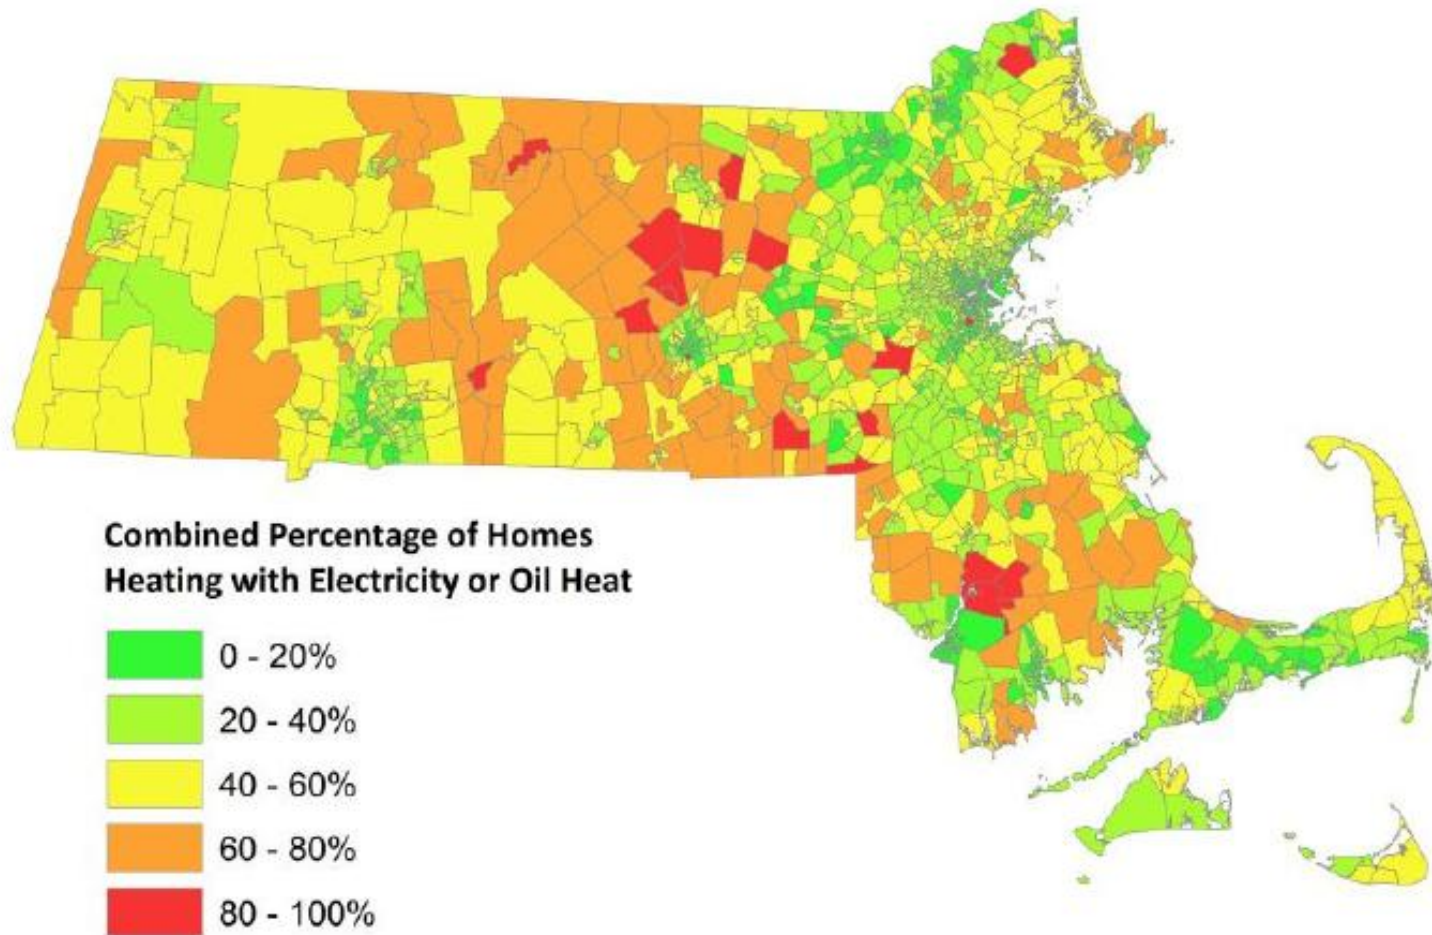 Combined Percentage of Homes
Heating with Electricity or Oil Heat
0 - 20%
20 - 40%
40 - 60%
60 - 80%
80 - 100%